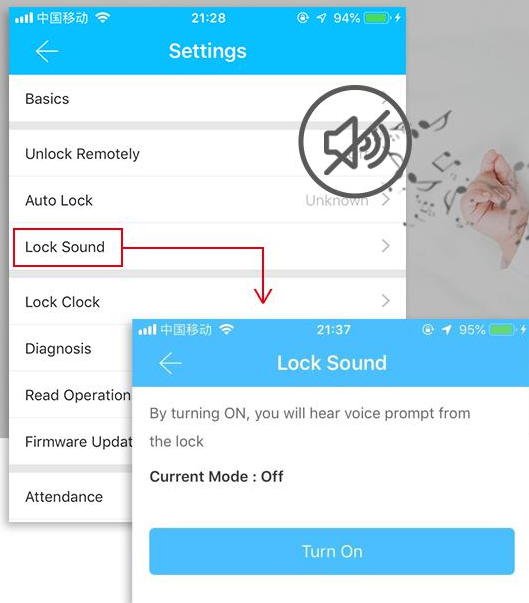 中国移动 21:28 94%
Settings
Basics
Unlock Remotely
Auto Lock Unknown
Lock Sound
Lock Clock
Diagnosis
Read Operation
Firmware Updat
Attendance
中国移动 21:37 95%
Lock Sound
By turning ON, you will hear voice prompt from
the lock
Current Mode : Off
Turn On